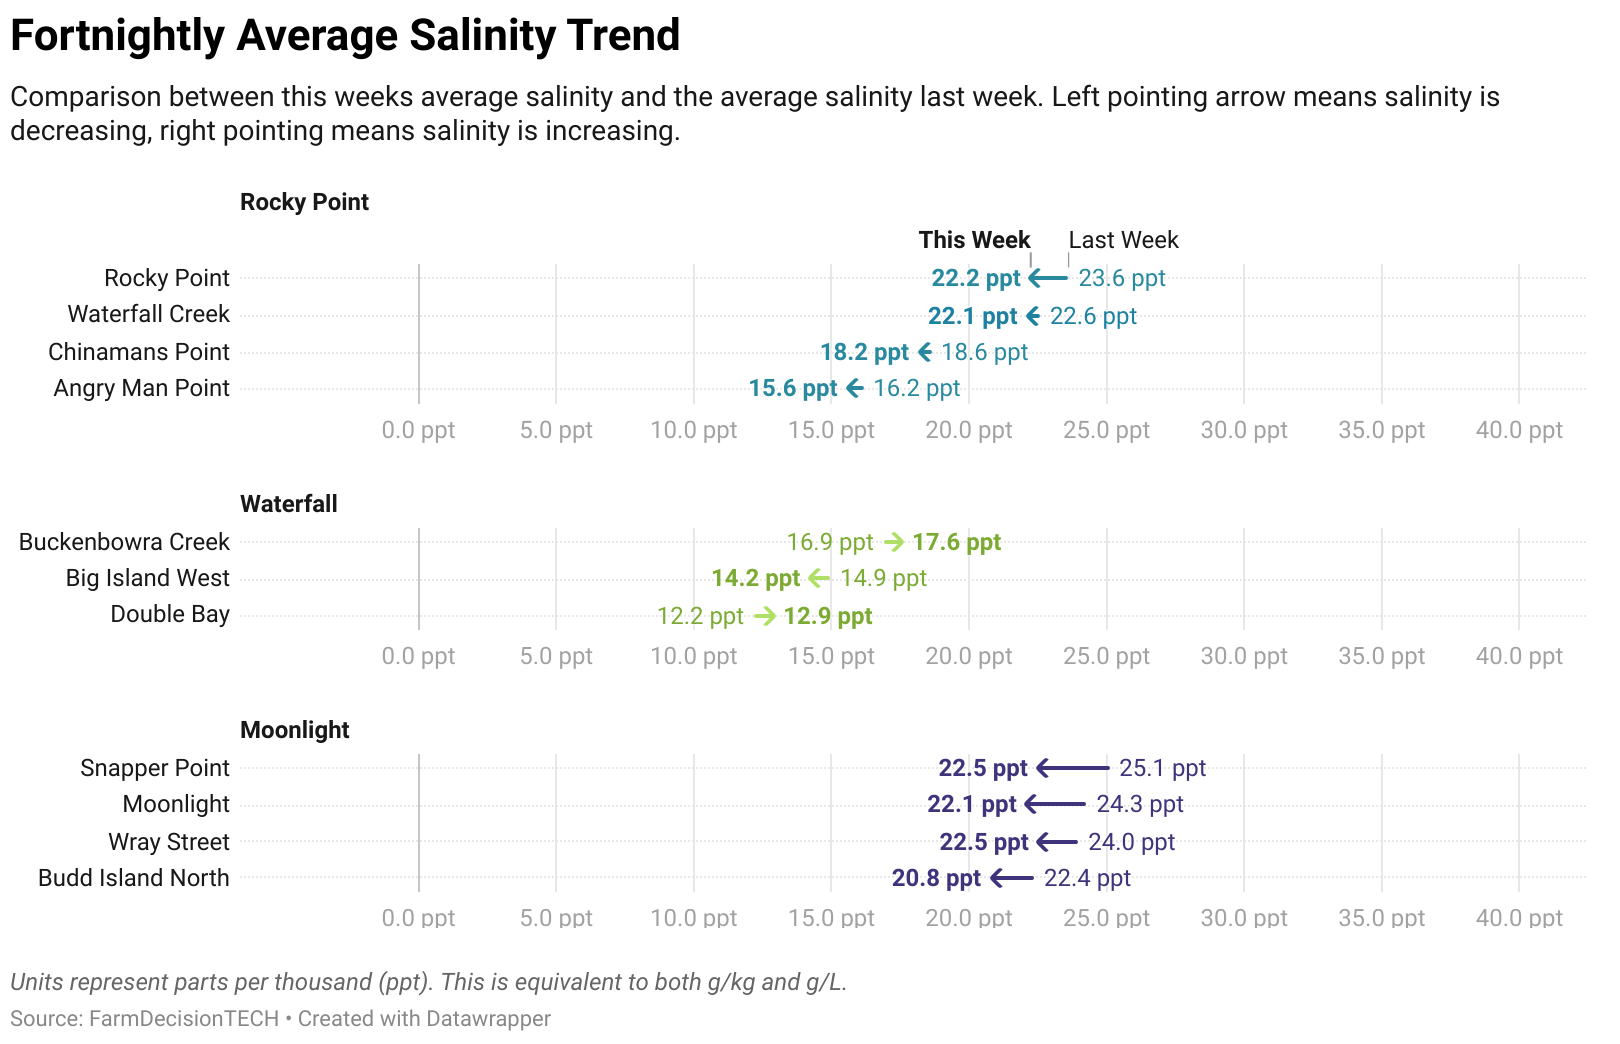 Fortnightly Average Salinity Trend
Comparison between this weeks average salinity and the average salinity last week. Left pointing arrow means salinity is
decreasing, right pointing means salinity is increasing.
Rocky Point
This Week Last Week
Rocky Point 22.2 ppt 23.6 ppt
Waterfall Creek 22.1 ppt 22.6 ppt
Chinamans Point 18.2 ppt 18.6 ppt
Angry Man Point 15.6 ppt 16.2 ppt
0.0 ppt 5.0 ppt 10.0 ppt 15.0 ppt 20.0 ppt 25.0 ppt 30.0 ppt 35.0 ppt 40.0 ppt
Waterfall
Buckenbowra Creek 16.9 ppt 17.6 ppt
Big Island West 14.2 ppt 14.9 ppt
Double Bay 12.2 ppt 12.9 ppt
0.0 ppt 5.0 ppt 10.0 ppt 15.0 ppt 20.0 ppt 25.0 ppt 30.0 ppt 35.0 ppt 40.0 ppt
Moonlight
Snapper Point 22.5 ppt 25.1 ppt
Moonlight 22.1 ppt 24.3 ppt
Wray Street 22.5 ppt 24.0 ppt
Budd Island North 20.8 ppt 22.4 ppt
0.0 ppt 5.0 ppt 10.0 ppt 15.0 ppt 20.0 ppt 25.0 ppt 30.0 ppt 35.0 ppt 40.0 ppt
Units represent parts per thousand (ppt). This is equivalent to both g/kg and g/L.
Source: FarmDecisionTECH • Created with Datawrapper